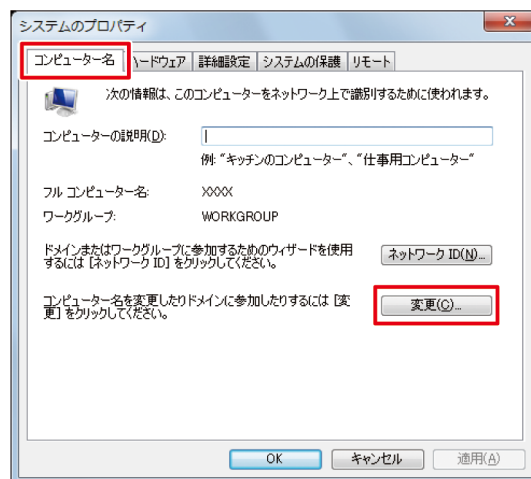 システムのプロパティ
コンピューター名 ハードウェア 詳細設定 システムの保護 リモート
次の情報は、このコンピューターをネットワーク上で識別するために使われます。
コンピューターの説明(D):
例: "キッチンのコンピューター"、"仕事用コンピューター"
フル コンピューター名: XXXX
ワークグループ: WORKGROUP
ドメインまたはワークグループに参加するためのウィザードを使用
するには [ネットワーク ID] をクリックしてください。
ネットワーク ID(N)...
コンピューター名を変更したりドメインに参加したりするには [変
更] をクリックしてください。
変更(C)...
OK キャンセル 適用(A)